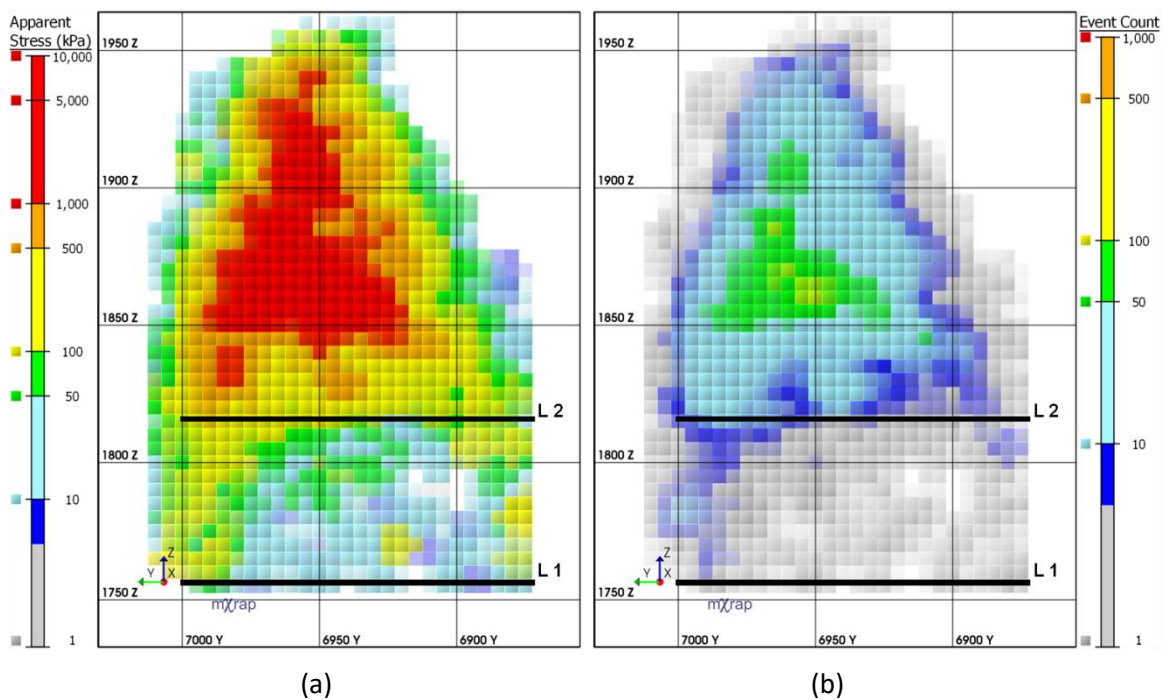 Apparent
Stress (kPa)
10,000
5,000
1,000
500
100
50
10
1
1950 Z
1900 Z
1850 Z
1800 Z
1750 Z
L 2
L 1
Z
Y
X
mχrap
7000 Y
6950 Y
6900 Y
(a)
1950 Z
1900 Z
1850 Z
1800 Z
1750 Z
L 2
L 1
Z
Y
X
mχrap
7000 Y
6950 Y
6900 Y
(b)
Event Count
1,000
500
100
50
10
1